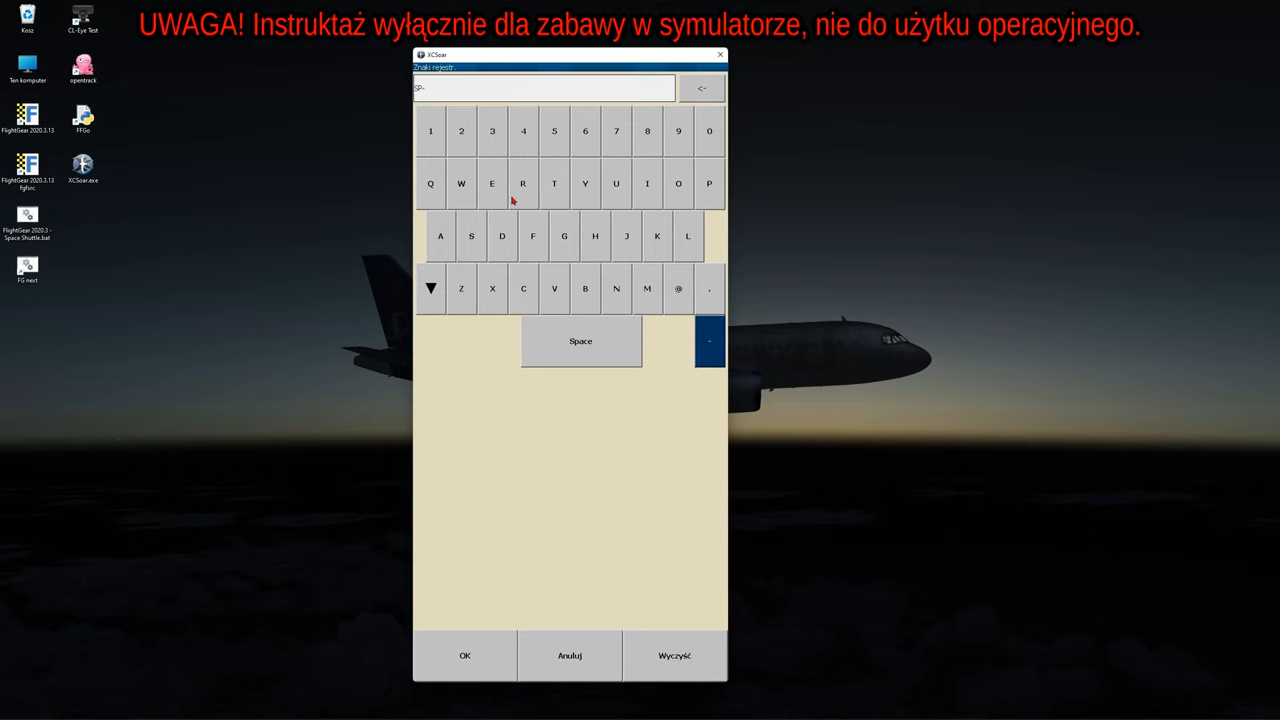 UWAGA! Instruktaż wyłącznie dla zabawy w symulatorze, nie do użytku operacyjnego.
Kosz
CL-Eye Test
Ten komputer
opentrack
FlightGear 2020.3.13
FFGo
FlightGear 2020.3.13
fgfsrc
XCSoar.exe
FlightGear 2020.3 -
Space Shuttle.bat
FG next
XCSoar
Znaki rejestr.
SP-
<-
1 2 3 4 5 6 7 8 9 0
Q W E R T Y U I O P
A S D F G H J K L
▼ Z X C V B N M @ .
Space -
OK Anuluj Wyczyść